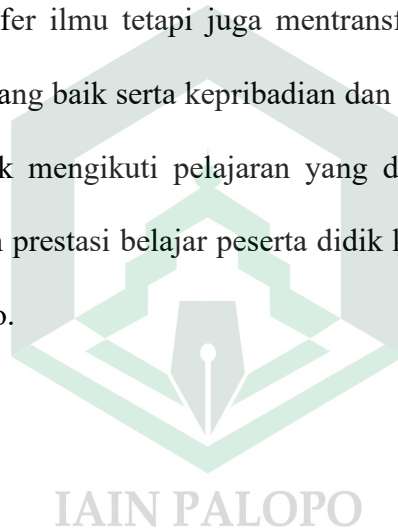 fer ilmu tetapi juga mentransf
ang baik serta kepribadian dan
k mengikuti pelajaran yang d
prestasi belajar peserta didik
IAIN PALOPO